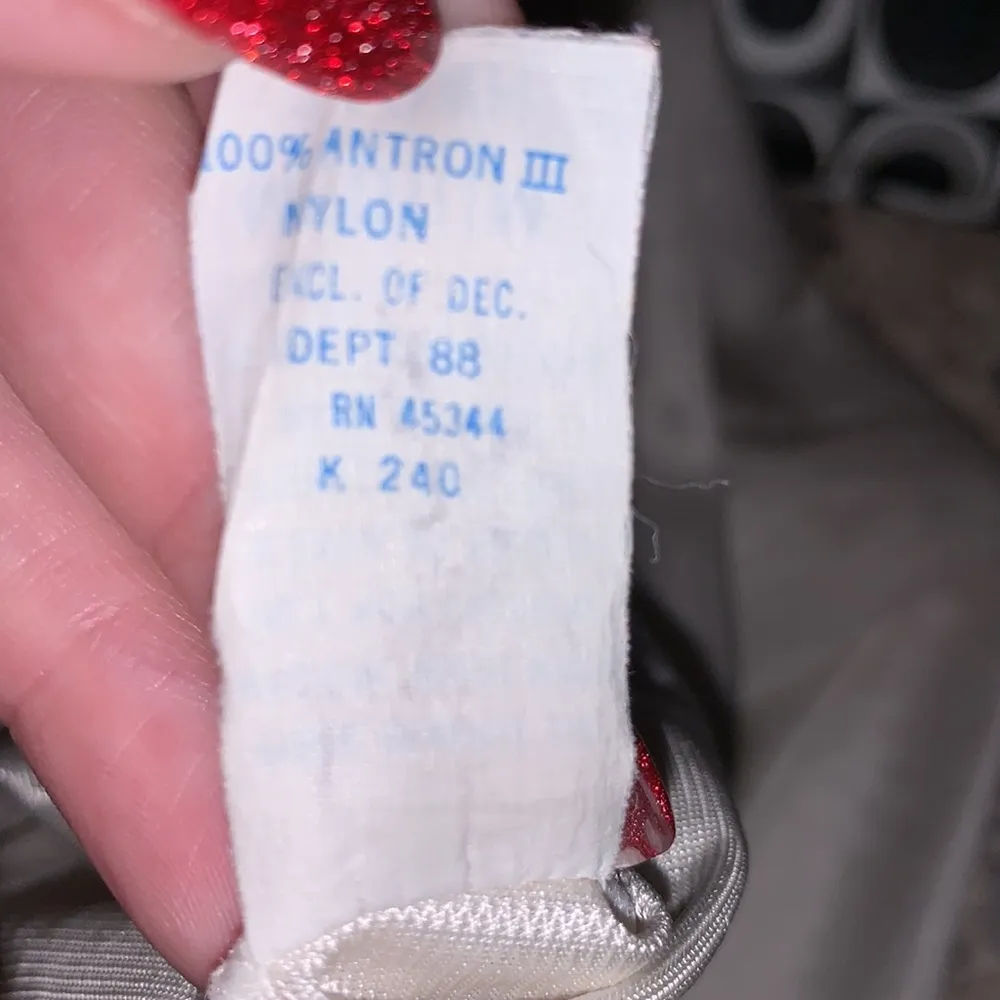 100% ANTRON III
NYLON
EXCL. OF DEC.
DEPT 88
RN 45344
K 240